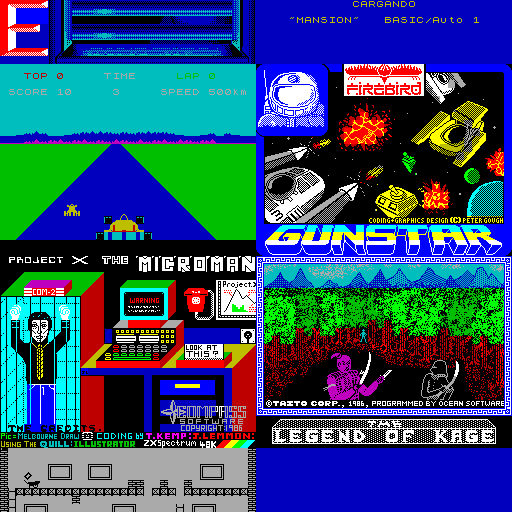 E
CARGANDO
"MANSION" BASIC/Auto 1
TOP 0 TIME LAP 0
SCORE 10 3 SPEED 500km
FIREBIRD
CODING+GRAPHICS DESIGN (C) PETER GOUGH
GUNSTAR
PROJECT X THE MICROMAN
COM-2
WARNING
Project X
LOOK AT THIS?
COMPASS
SOFTWARE
COPYRIGHT 1986
Pic=MELBOURNE DRAW CODING by T.KEMP:J.LEMMON:
USING THE QUILL:ILLUSTRATOR ZXSpectrum 48K
©TAITO CORP., 1986, PROGRAMMED BY OCEAN SOFTWARE
THE
LEGEND OF KAGE